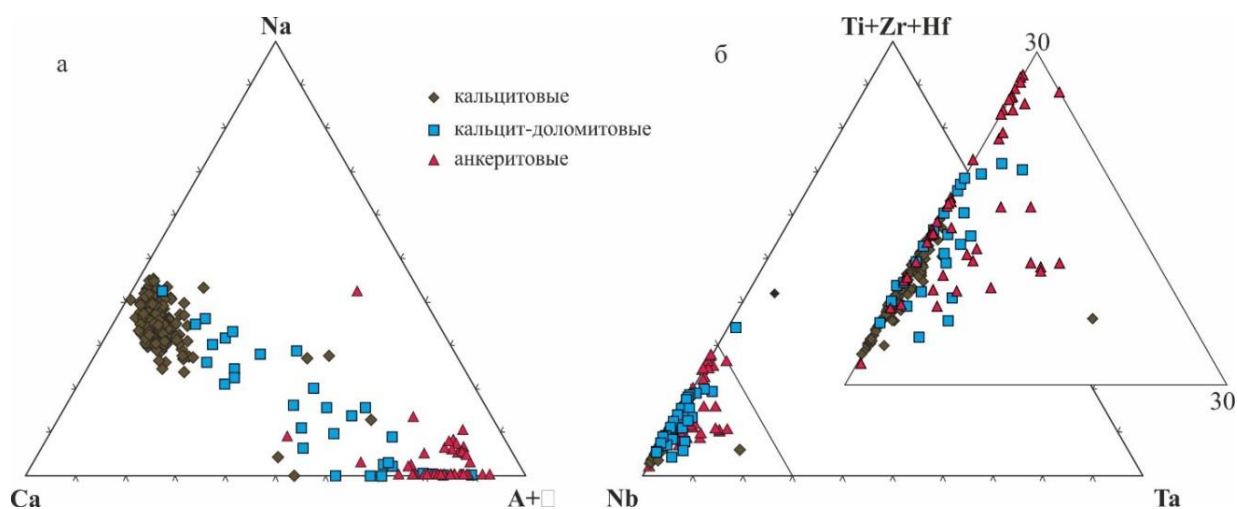 Na
а
Ca
A+□
кальцитовые
кальцит-доломитовые
анкеритовые
Ti+Zr+Hf
б
30
30
Nb
Ta